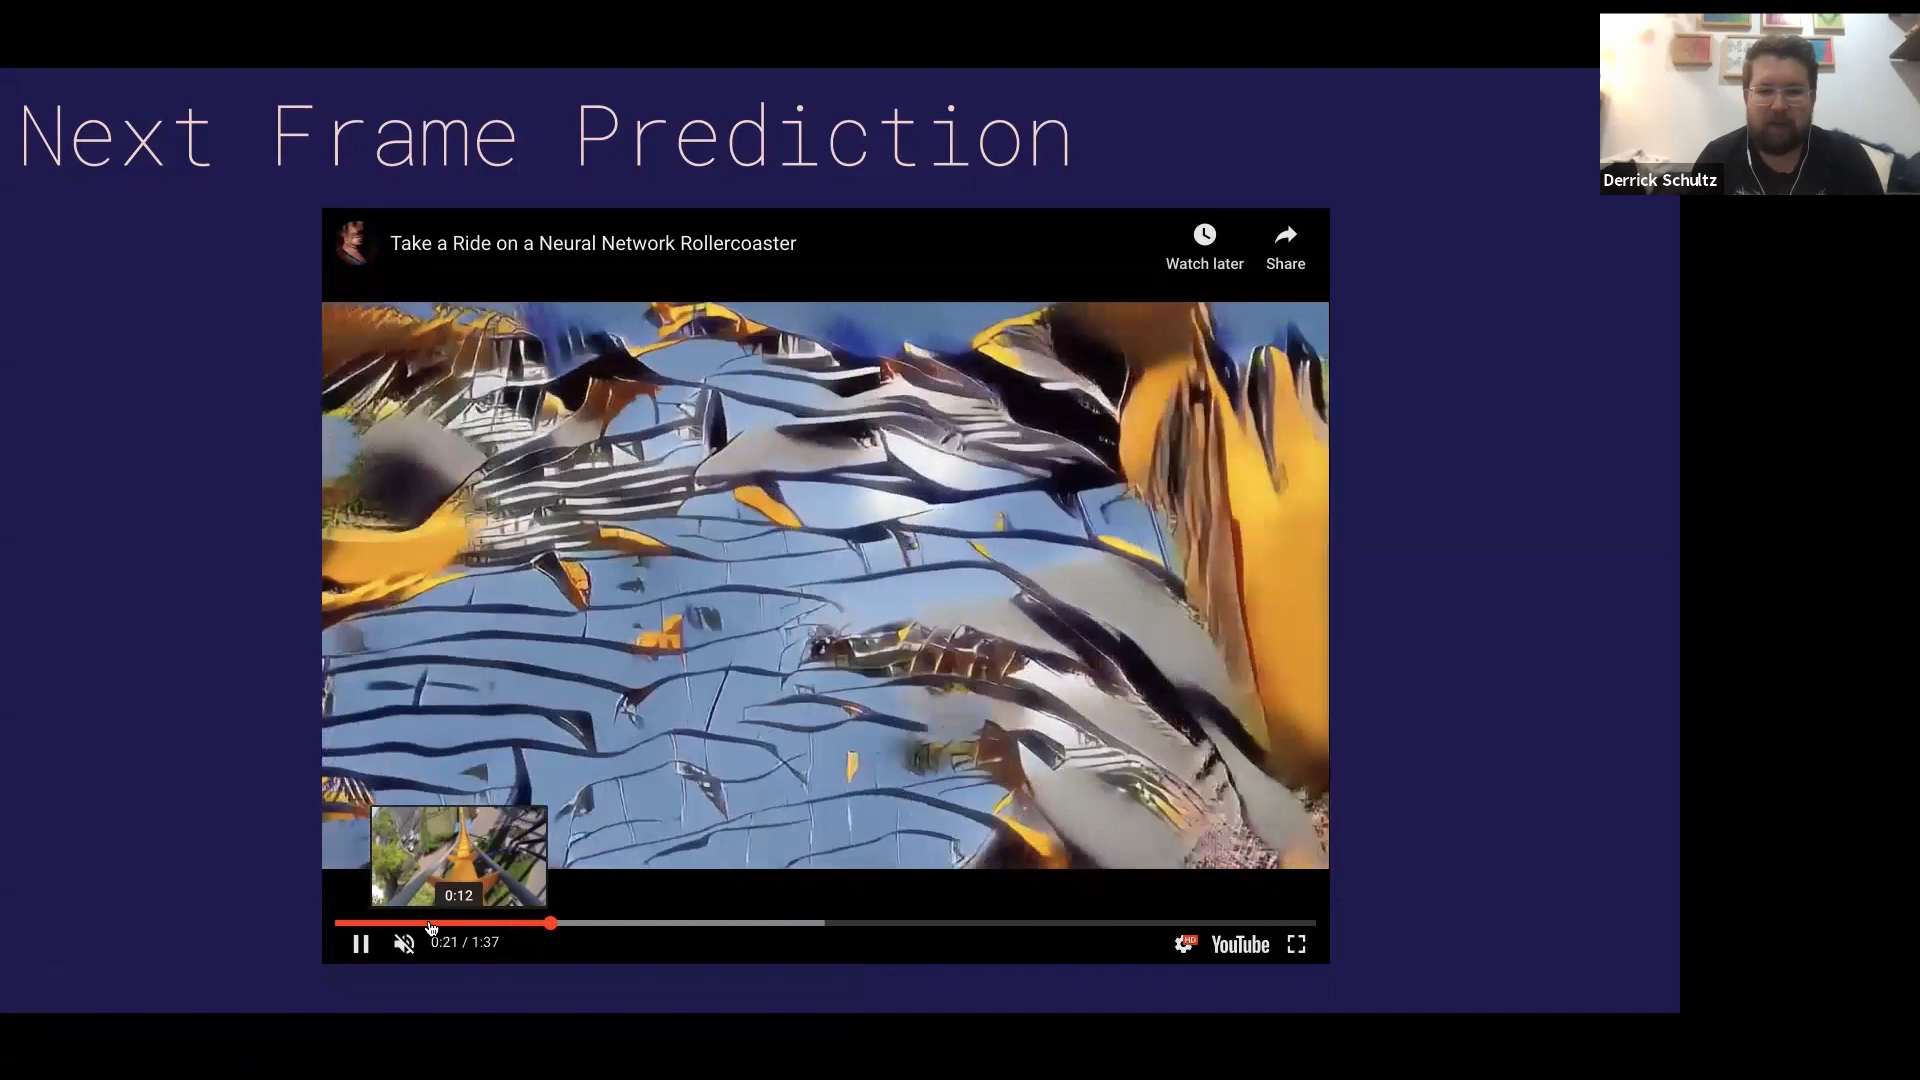 Next Frame Prediction
Derrick Schultz
Take a Ride on a Neural Network Rollercoaster
Watch later
Share
0:12
0:21 / 1:37
HD
YouTube